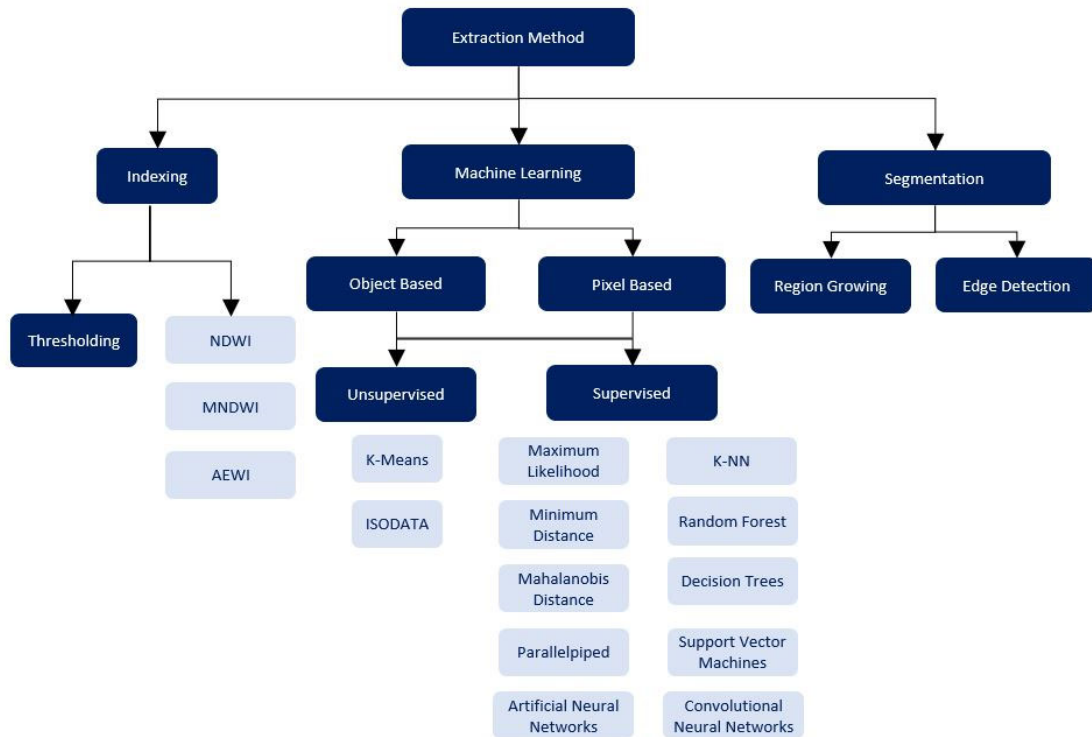 Extraction Method
Indexing
Machine Learning
Segmentation
Object Based
Pixel Based
Region Growing
Edge Detection
Thresholding
NDWI
MNDWI
AEWI
Unsupervised
Supervised
K-Means
ISODATA
Maximum
Likelihood
K-NN
Minimum
Distance
Random Forest
Mahalanobis
Distance
Decision Trees
Parallelpiped
Support Vector
Machines
Artificial Neural
Networks
Convolutional
Neural Networks